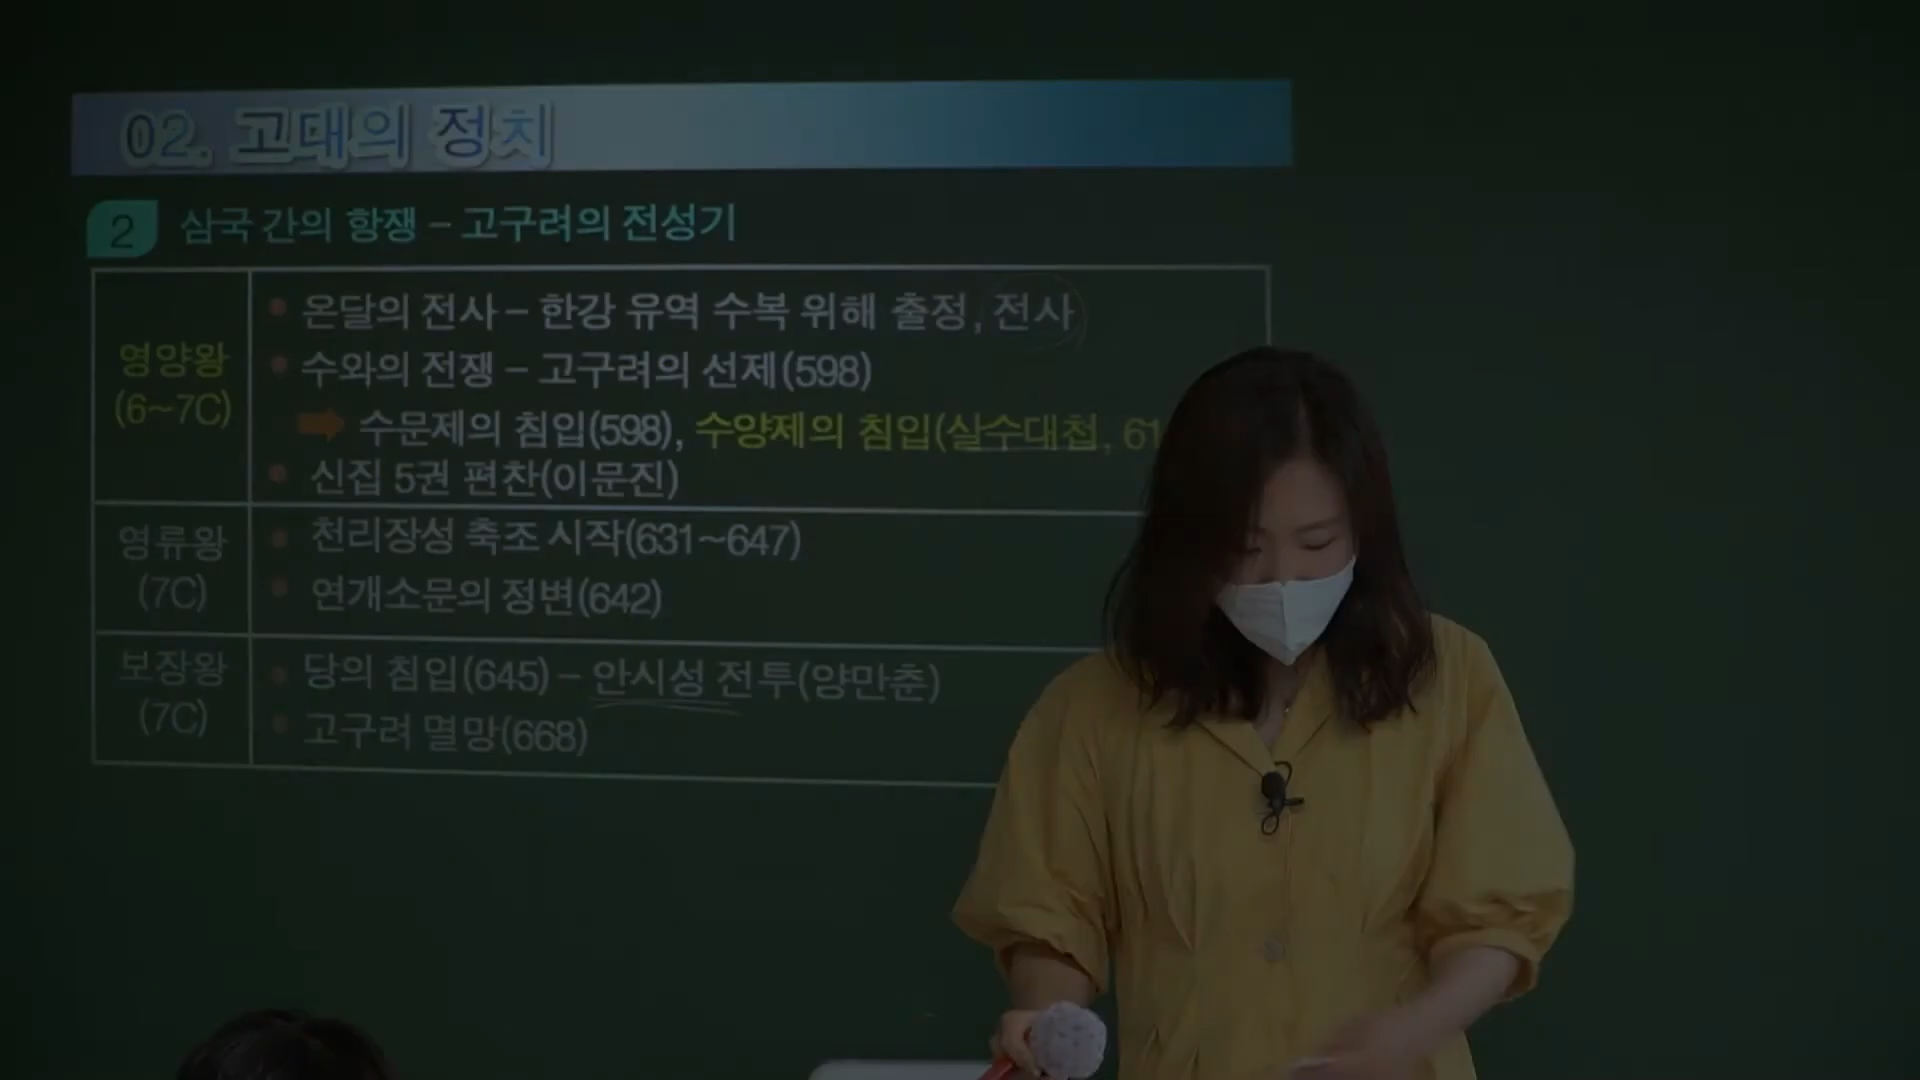 02. 고대의 정치
2 삼국 간의 항쟁 – 고구려의 전성기
영양왕
(6~7C)
• 온달의 전사 – 한강 유역 수복 위해 출정, 전사
• 수와의 전쟁 – 고구려의 선제(598)
➡ 수문제의 침입(598), 수양제의 침입(살수대첩, 61
• 신집 5권 편찬(이문진)
영류왕
(7C)
• 천리장성 축조 시작(631~647)
• 연개소문의 정변(642)
보장왕
(7C)
• 당의 침입(645) – 안시성 전투(양만춘)
• 고구려 멸망(668)